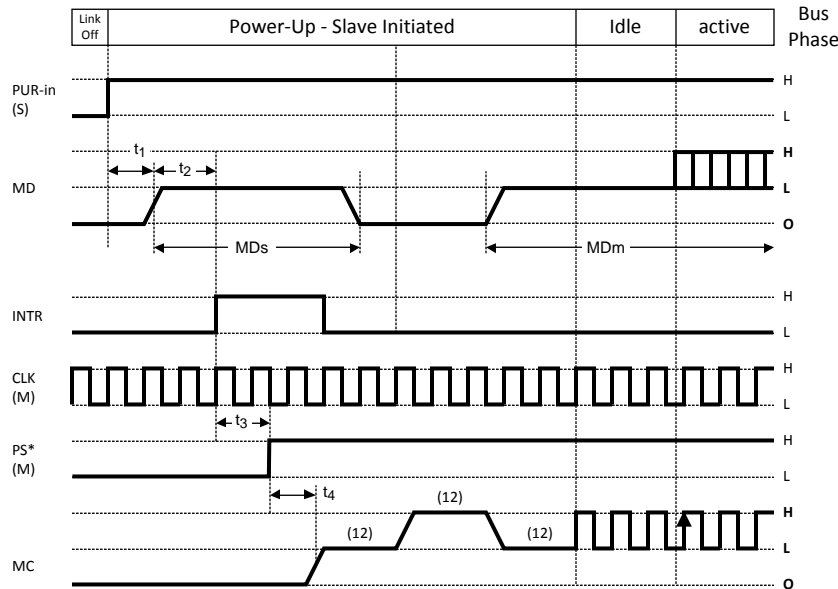 Link
Off
Power-Up - Slave Initiated
Idle
active
Bus
Phase
PUR-in
(S)
H
L
t1
t2
MD
H
L
O
MDs
MDm
INTR
H
L
CLK
(M)
H
L
t3
PS*
(M)
H
L
t4
(12)
(12)
(12)
MC
H
L
O